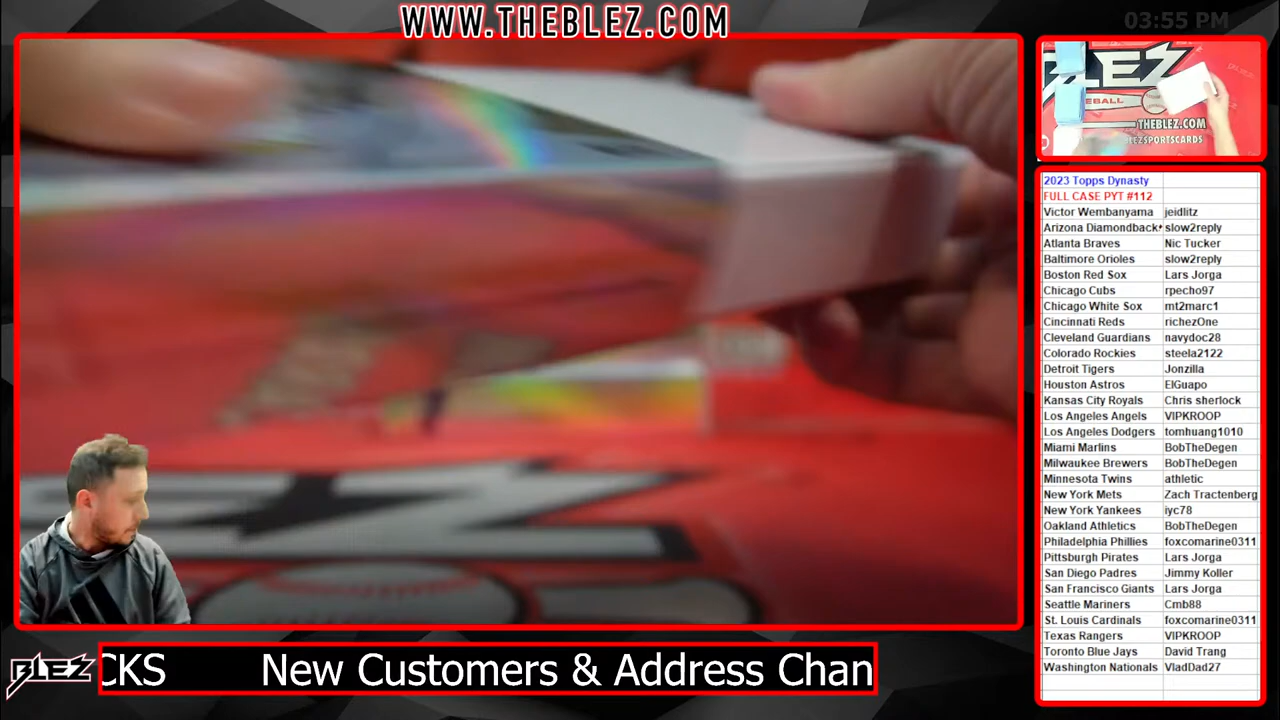 WWW.THEBLEZ.COM
03:55 PM
BLEZ
EBALL
THEBLEZ.COM
EZSPORTSCARDS
2023 Topps Dynasty
FULL CASE PYT #112
Victor Wembanyama jeidlitz
Arizona Diamondback slow2reply
Atlanta Braves Nic Tucker
Baltimore Orioles slow2reply
Boston Red Sox Lars Jorga
Chicago Cubs rpecho97
Chicago White Sox mt2marc1
Cincinnati Reds richezOne
Cleveland Guardians navydoc28
Colorado Rockies steela2122
Detroit Tigers Jonzilla
Houston Astros ElGuapo
Kansas City Royals Chris sherlock
Los Angeles Angels VIPKROOP
Los Angeles Dodgers tomhuang1010
Miami Marlins BobTheDegen
Milwaukee Brewers BobTheDegen
Minnesota Twins athletic
New York Mets Zach Tractenberg
New York Yankees iyc78
Oakland Athletics BobTheDegen
Philadelphia Phillies foxcomarine0311
Pittsburgh Pirates Lars Jorga
San Diego Padres Jimmy Koller
San Francisco Giants Lars Jorga
Seattle Mariners Cmb88
St. Louis Cardinals foxcomarine0311
Texas Rangers VIPKROOP
Toronto Blue Jays David Trang
Washington Nationals VladDad27
BLEZ
CKS New Customers & Address Chan